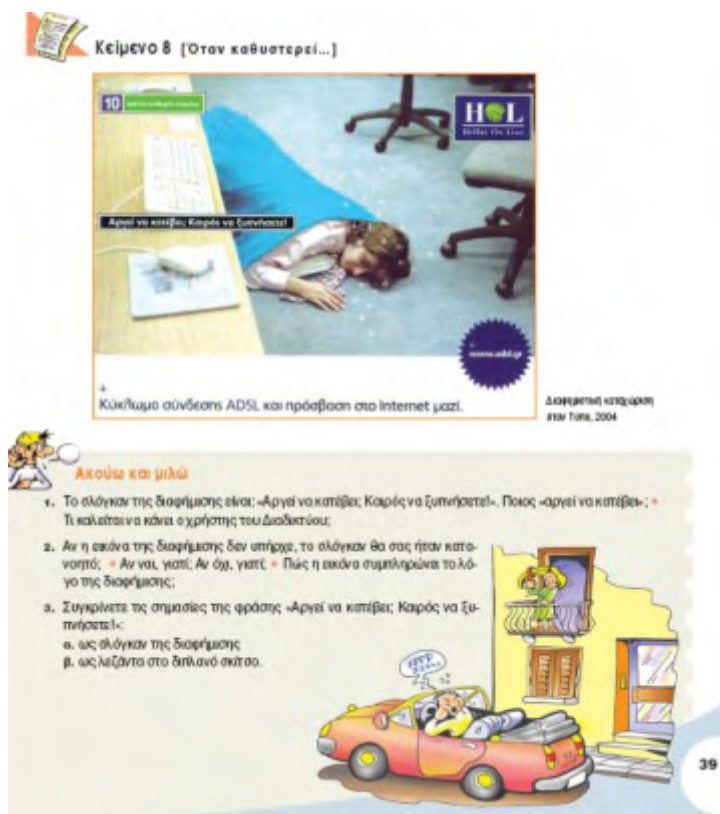 Κείμενο 8 [Όταν καθυστερεί...]
10
HOL
Hellas On Line
Αργεί να κατέβει; Καιρός να ξυπνήσετε!
www.adsl.gr
Κύκλωμα σύνδεσης ADSL και πρόσβαση στο Internet μαζί.
Διαφημιστική καταχώριση
στον Τύπο, 2004
Ακούω και μιλώ
1. Το σλόγκαν της διαφήμισης είναι: «Αργεί να κατέβει; Καιρός να ξυπνήσετε!». Ποιος «αργεί να κατέβει»;
Τι καλείται να κάνει ο χρήστης του Διαδικτύου;
2. Αν η εικόνα της διαφήμισης δεν υπήρχε, το σλόγκαν θα σας ήταν κατα-
νοητό; Αν ναι, γιατί; Αν όχι, γιατί; Πώς η εικόνα συμπληρώνει το λό-
γο της διαφήμισης;
3. Συγκρίνετε τις σημασίες της φράσης «Αργεί να κατέβει; Καιρός να ξυ-
πνήσετε!»:
α. ως σλόγκαν της διαφήμισης
β. ως λεζάντα στο διπλανό σκίτσο.
39